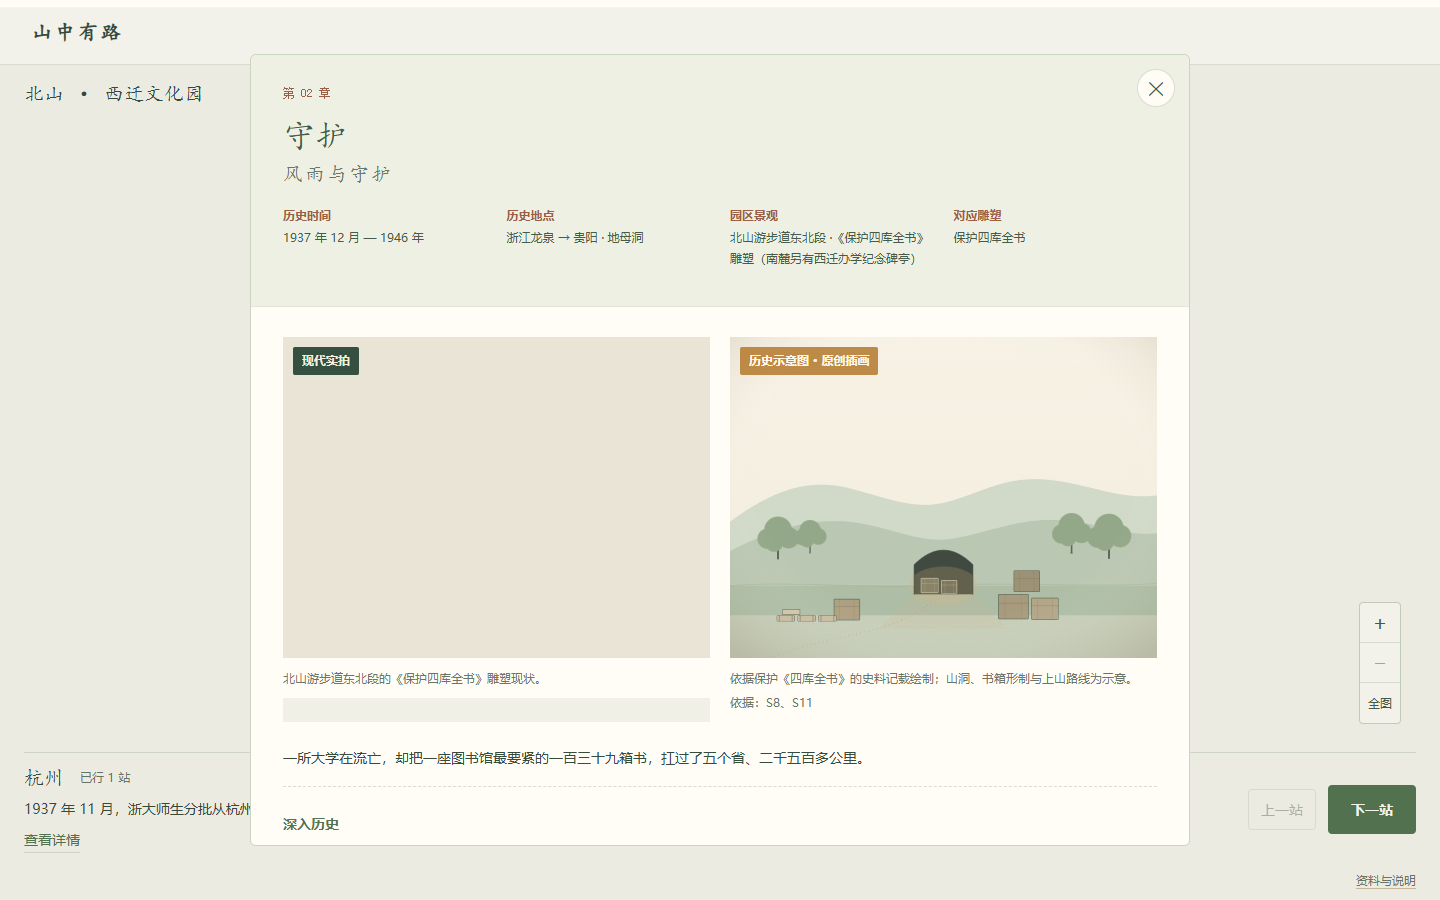 山中有路
北山 • 西迁文化园
第 02 章
守护
风雨与守护
历史时间
1937 年 12 月 — 1946 年
历史地点
浙江龙泉 → 贵阳 · 地母洞
园区景观
北山游步道东北段 ·《保护四库全书》
雕塑（南麓另有西迁办学纪念碑亭）
对应雕塑
保护四库全书
现代实拍
历史示意图 • 原创插画
北山游步道东北段的《保护四库全书》雕塑现状。
依据保护《四库全书》的史料记载绘制；山洞、书箱形制与上山路线为示意。
依据：S8、S11
一所大学在流亡，却把一座图书馆最要紧的一百三十九箱书，扛过了五个省、二千五百多公里。
深入历史
+
−
全图
杭州 已行 1 站
1937 年 11 月，浙大师生分批从杭州
查看详情
上一站
下一站
资料与说明